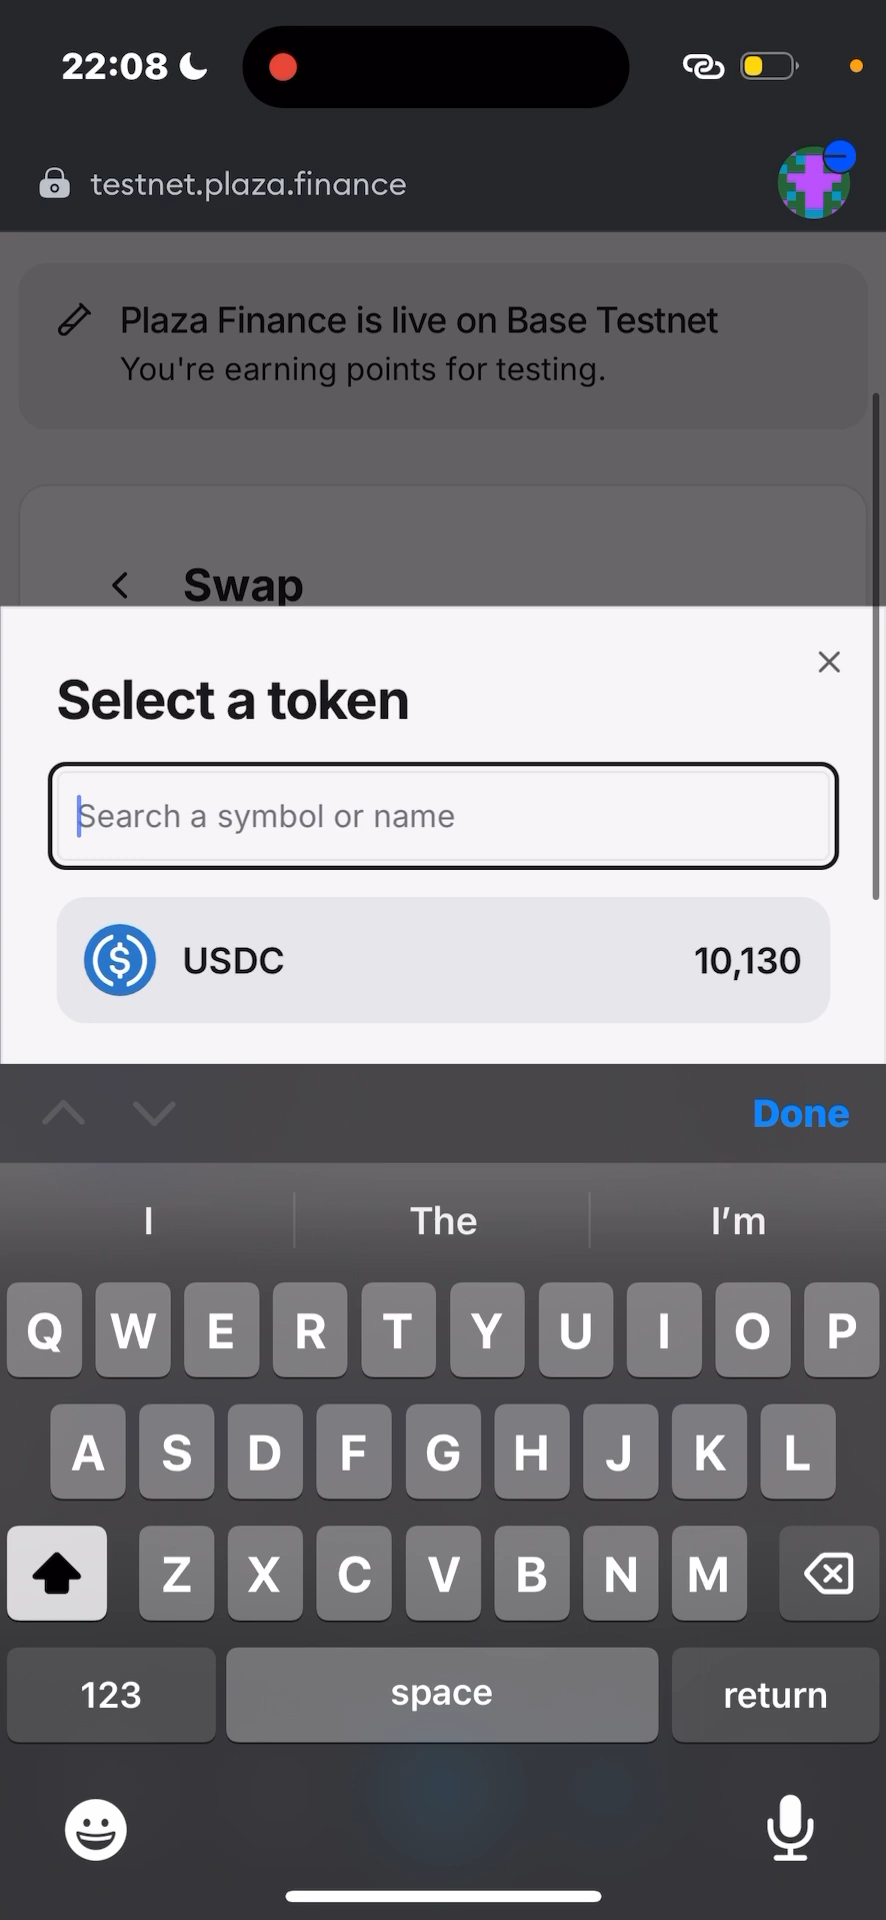 22:08
testnet.plaza.finance
Plaza Finance is live on Base Testnet
You're earning points for testing.
Swap
Select a token
Search a symbol or name
USDC 10,130
Done
I The I’m
Q W E R T Y U I O P
A S D F G H J K L
Z X C V B N M
123 space return